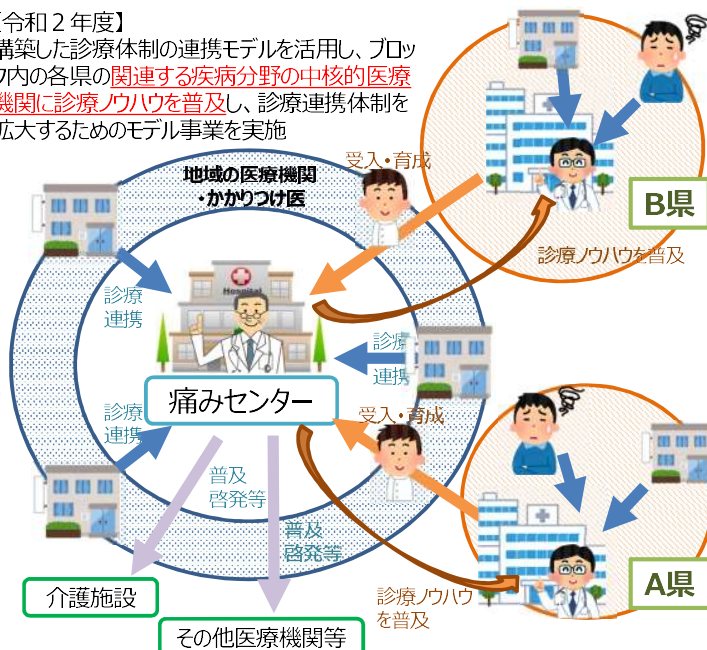 【令和２年度】
構築した診療体制の連携モデルを活用し、ブロッ
ク内の各県の関連する疾病分野の中核的医療
機関に診療ノウハウを普及し、診療連携体制を
拡大するためのモデル事業を実施
地域の医療機関
・かかりつけ医
受入・育成
B県
診療ノウハウを普及
Hospital
診療
連携
診療
連携
痛みセンター
診療
連携
受入・育成
普及
啓発等
普及
啓発等
A県
介護施設
診療ノウハウ
を普及
その他医療機関等